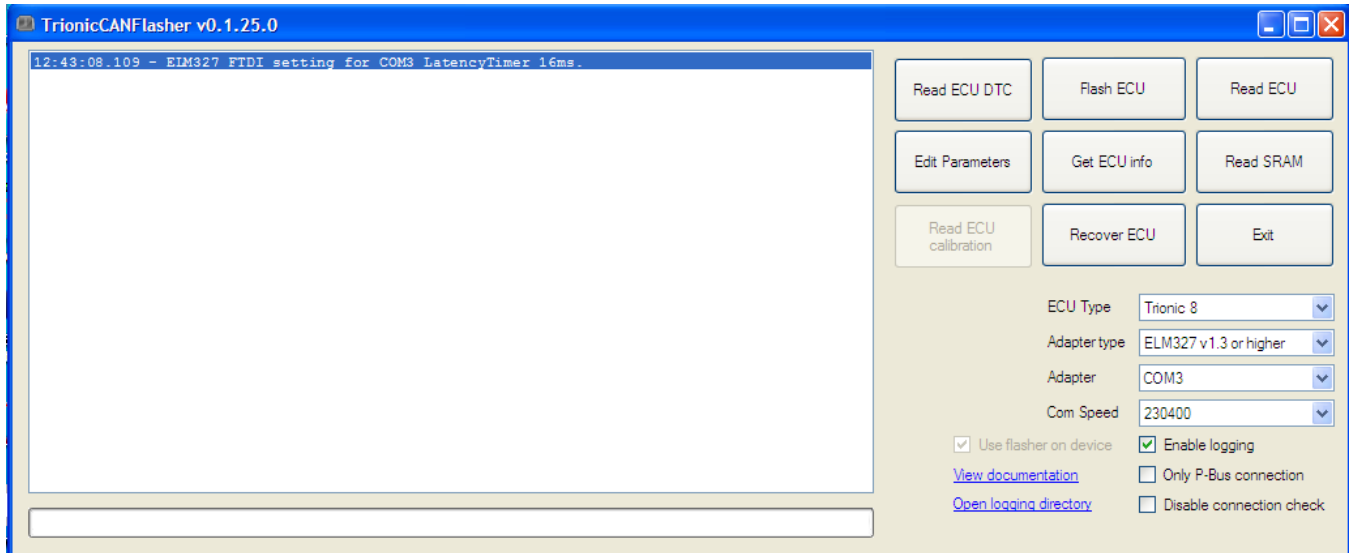 TrionicCANFlasher v0.1.25.0
12:43:08.109 - ELM327 FTDI setting for COM3 LatencyTimer 16ms.
Read ECU DTC
Flash ECU
Read ECU
Edit Parameters
Get ECU info
Read SRAM
Read ECU
calibration
Recover ECU
Exit
ECU Type
Trionic 8
Adapter type
ELM327 v1.3 or higher
Adapter
COM3
Com Speed
230400
Use flasher on device
Enable logging
View documentation
Only P-Bus connection
Open logging directory
Disable connection check